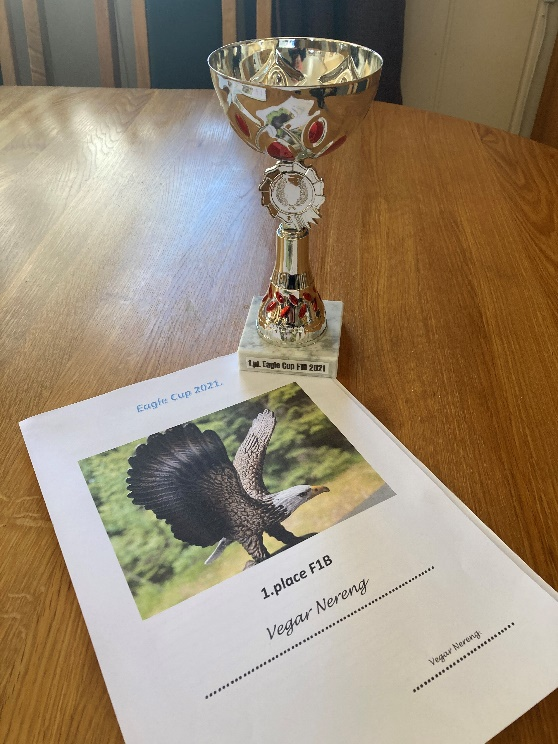 1.pl. Eagle Cup F1B 2021
Eagle Cup 2021.
1.place F1B
Vegar Nereng
Vegar Nereng